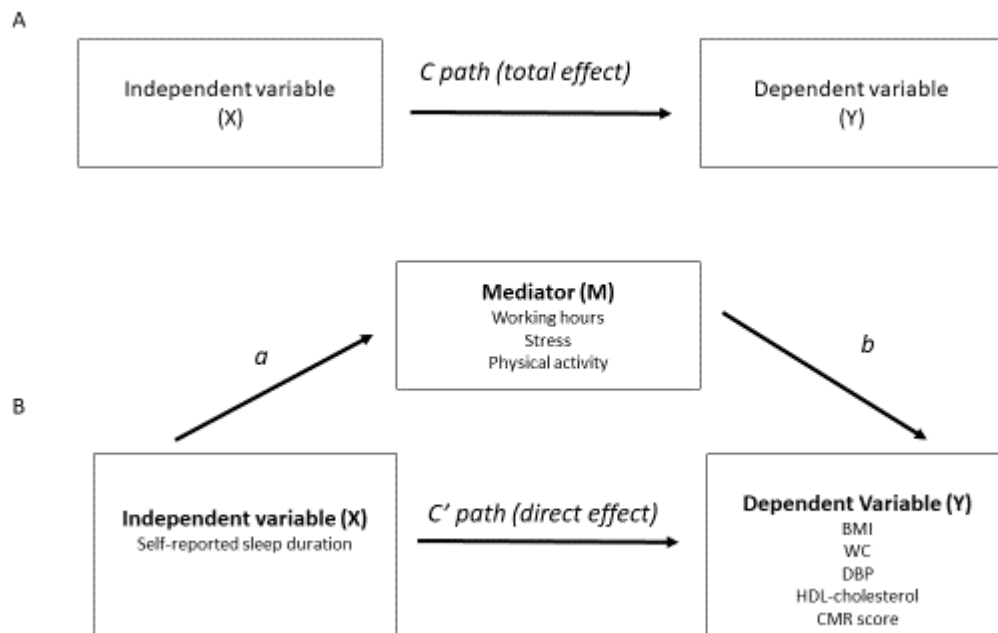 A
Independent variable
(X)
C path (total effect)
Dependent variable
(Y)
Mediator (M)
Working hours
Stress
Physical activity
a
b
B
Independent variable (X)
Self-reported sleep duration
C’ path (direct effect)
Dependent Variable (Y)
BMI
WC
DBP
HDL-cholesterol
CMR score